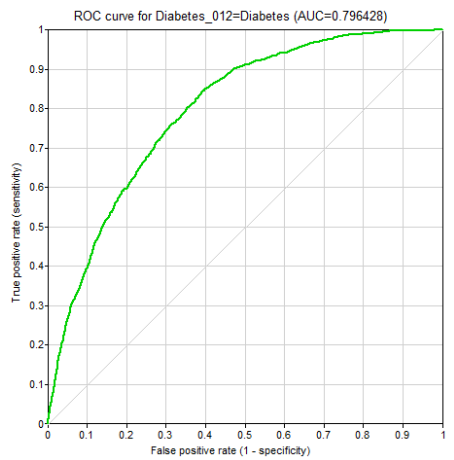 ROC curve for Diabetes_012=Diabetes (AUC=0.796428)
True positive rate (sensitivity)
1
0.9
0.8
0.7
0.6
0.5
0.4
0.3
0.2
0.1
0
0 0.1 0.2 0.3 0.4 0.5 0.6 0.7 0.8 0.9 1
False positive rate (1 - specificity)